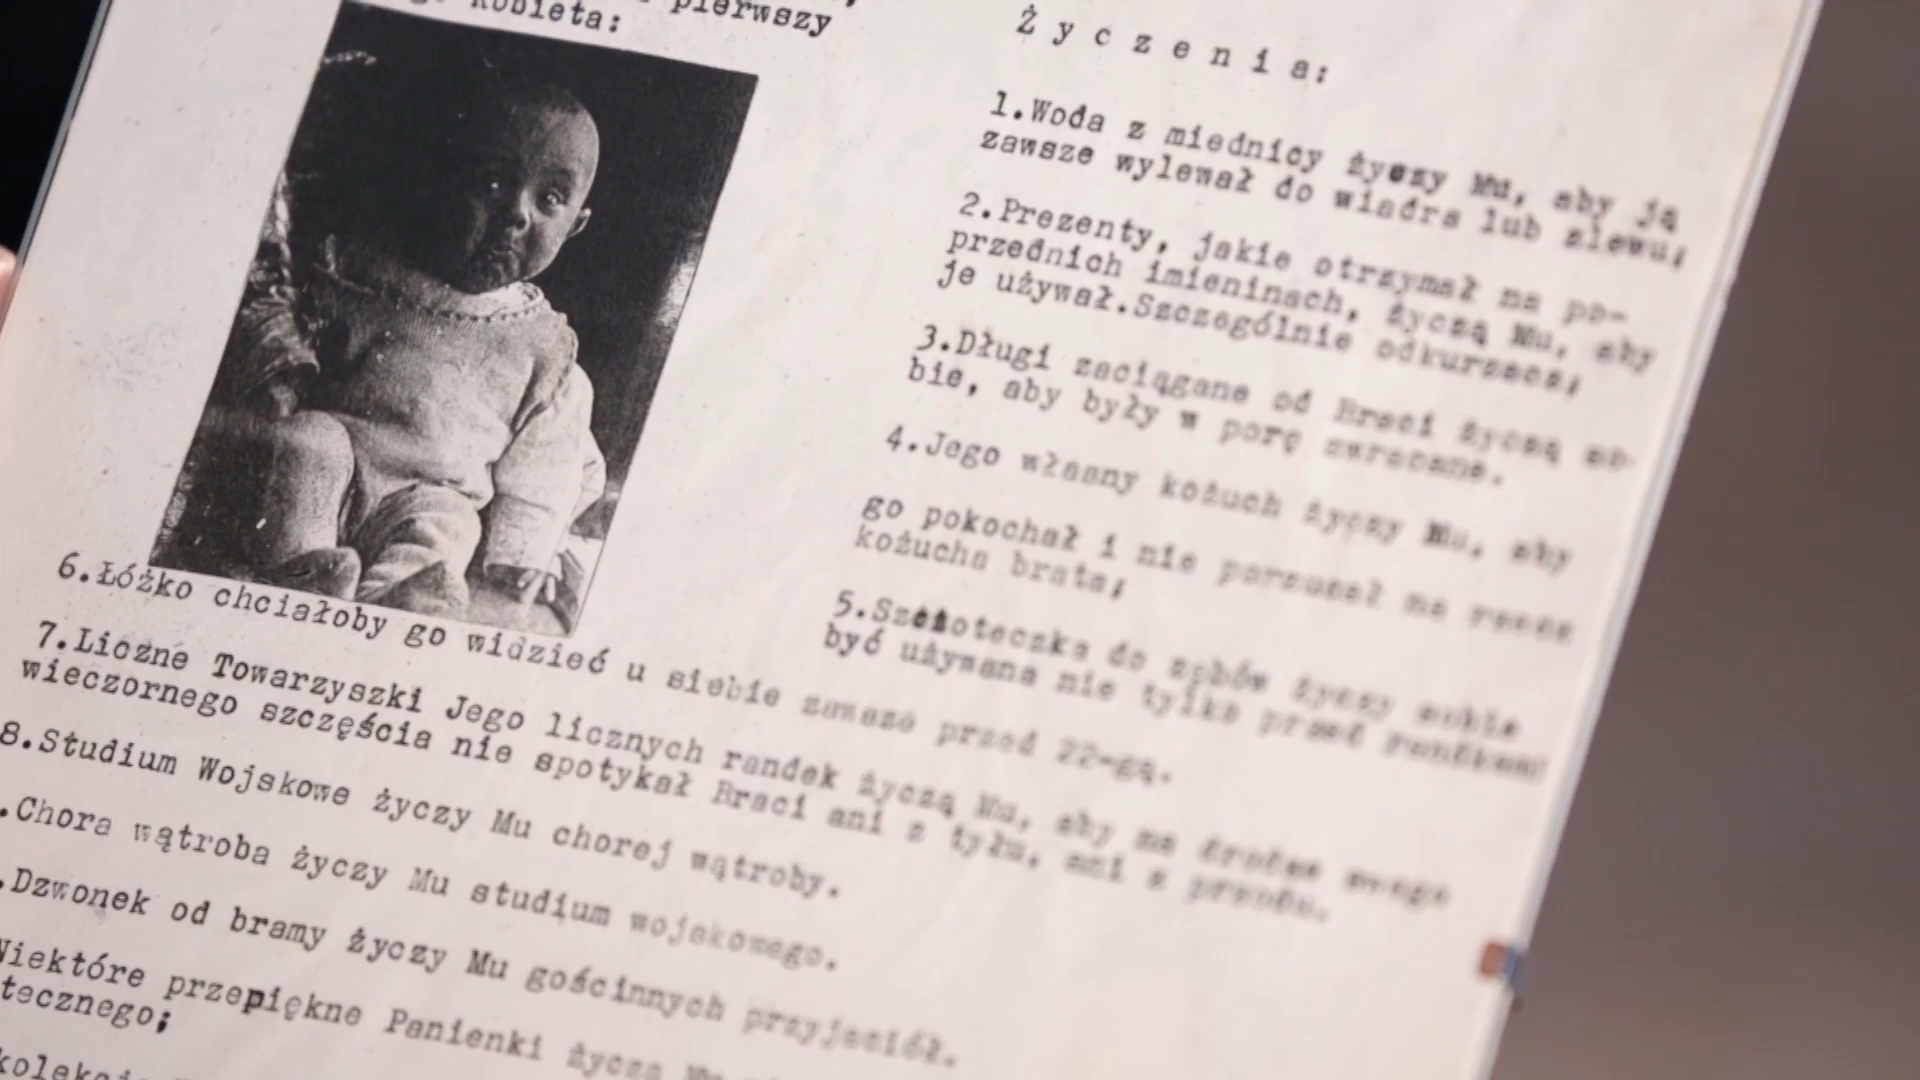 kobieta: pierwszy
Życzenia:
1.Woda z miednicy życzy Mu, aby ją
zawsze wylewał do wiadra lub zlewu;
2.Prezenty, jakie otrzymał na po-
przednich imieninach, życzą Mu, aby
je używał.Szczególnie odkurzacz;
3.Długi zaciągane od Braci życzą so-
bie, aby były w porę zwracane.
4.Jego własny kożuch życzy Mu, aby
go pokochał i nie porzucał na rzecz
kożucha brata;
5.Szczoteczka do zębów życzy sobie
być używana nie tylko przed randkami
6.Łóżko chciałoby go widzieć u siebie zawsze przed 22-gą.
7.Liczne Towarzyszki Jego licznych randek życzą Mu, aby na drodze swego
wieczornego szczęścia nie spotykał Braci ani z tyłu, ani z przodu.
8.Studium Wojskowe życzy Mu chorej wątroby.
.Chora wątroba życzy Mu studium wojskowego.
.Dzwonek od bramy życzy Mu gościnnych przyjaciół.
Niektóre przepiękne Panienki życzą Mu
tecznego;